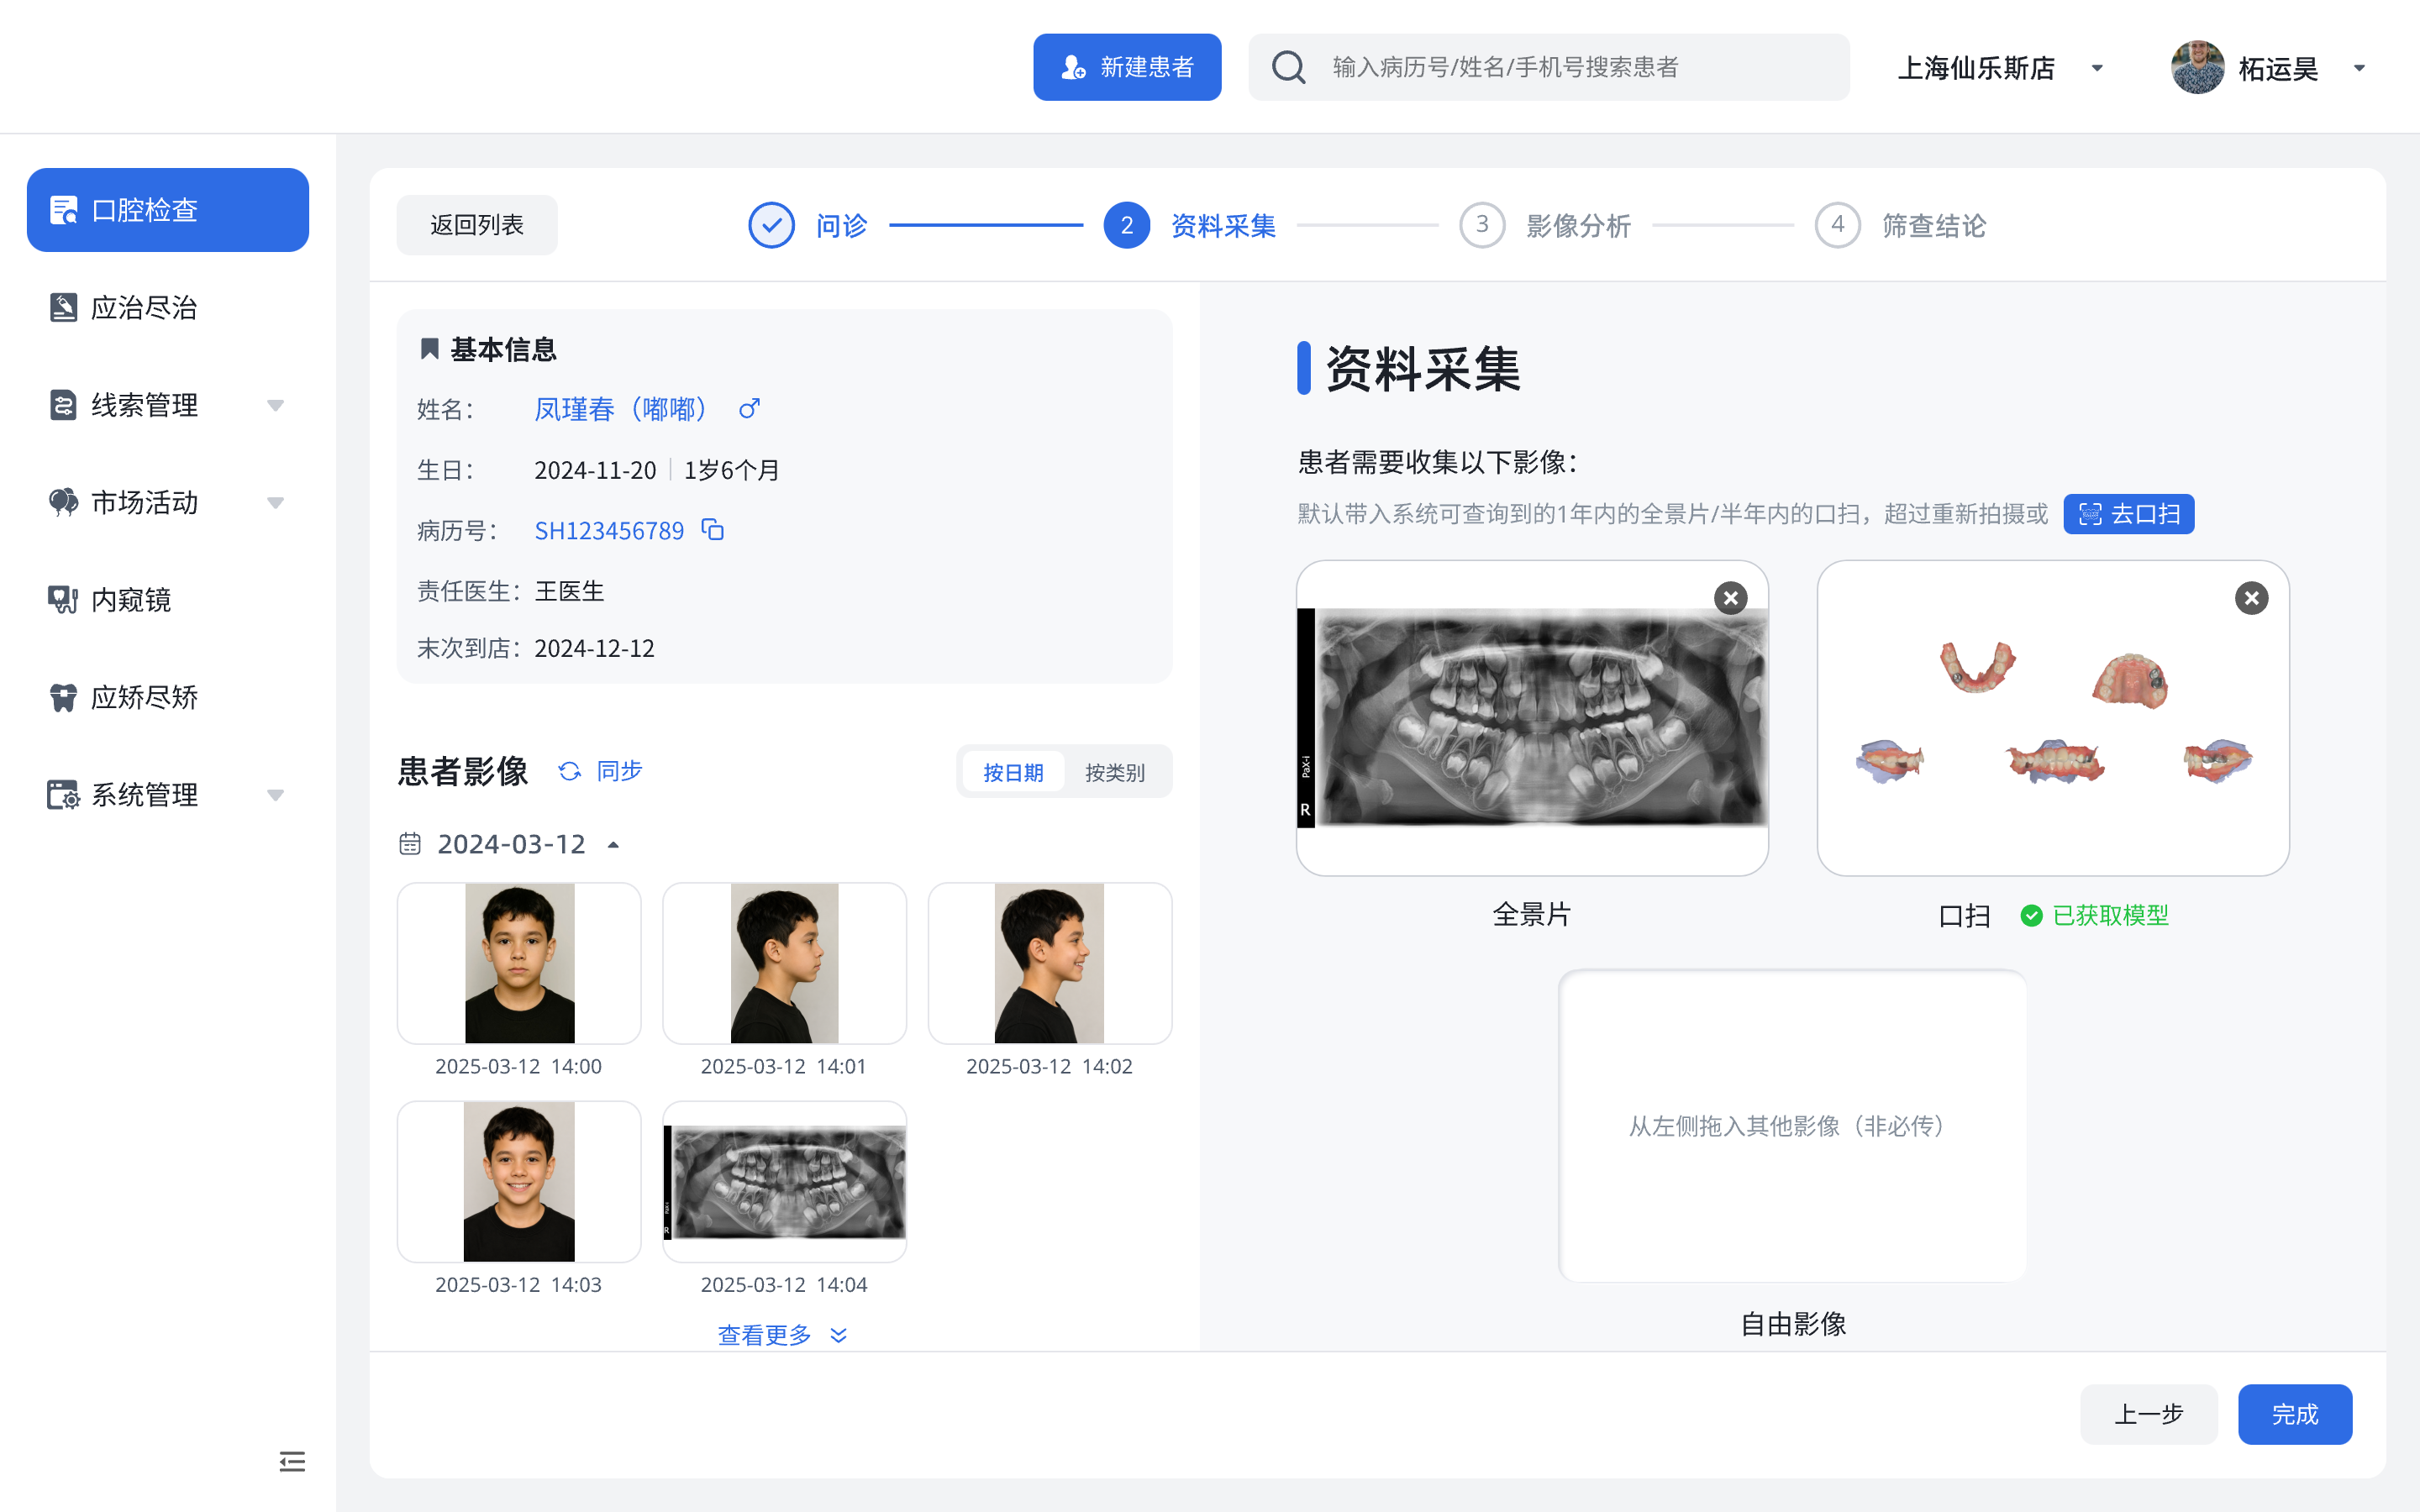 新建患者
输入病历号/姓名/手机号搜索患者
上海仙乐斯店
柘运昊
口腔检查
应治尽治
线索管理
市场活动
内窥镜
应矫尽矫
系统管理
返回列表
问诊
2 资料采集
3 影像分析
4 筛查结论
基本信息
姓名： 凤瑾春（嘟嘟）
生日： 2024-11-20 1岁6个月
病历号： SH123456789
责任医生： 王医生
末次到店： 2024-12-12
患者影像 同步 按日期 按类别
2024-03-12
2025-03-12 14:00
2025-03-12 14:01
2025-03-12 14:02
2025-03-12 14:03
2025-03-12 14:04
查看更多
资料采集
患者需要收集以下影像：
默认带入系统可查询到的1年内的全景片/半年内的口扫，超过重新拍摄或 去口扫
PaX-i
R
全景片
口扫 已获取模型
从左侧拖入其他影像（非必传）
自由影像
上一步
完成